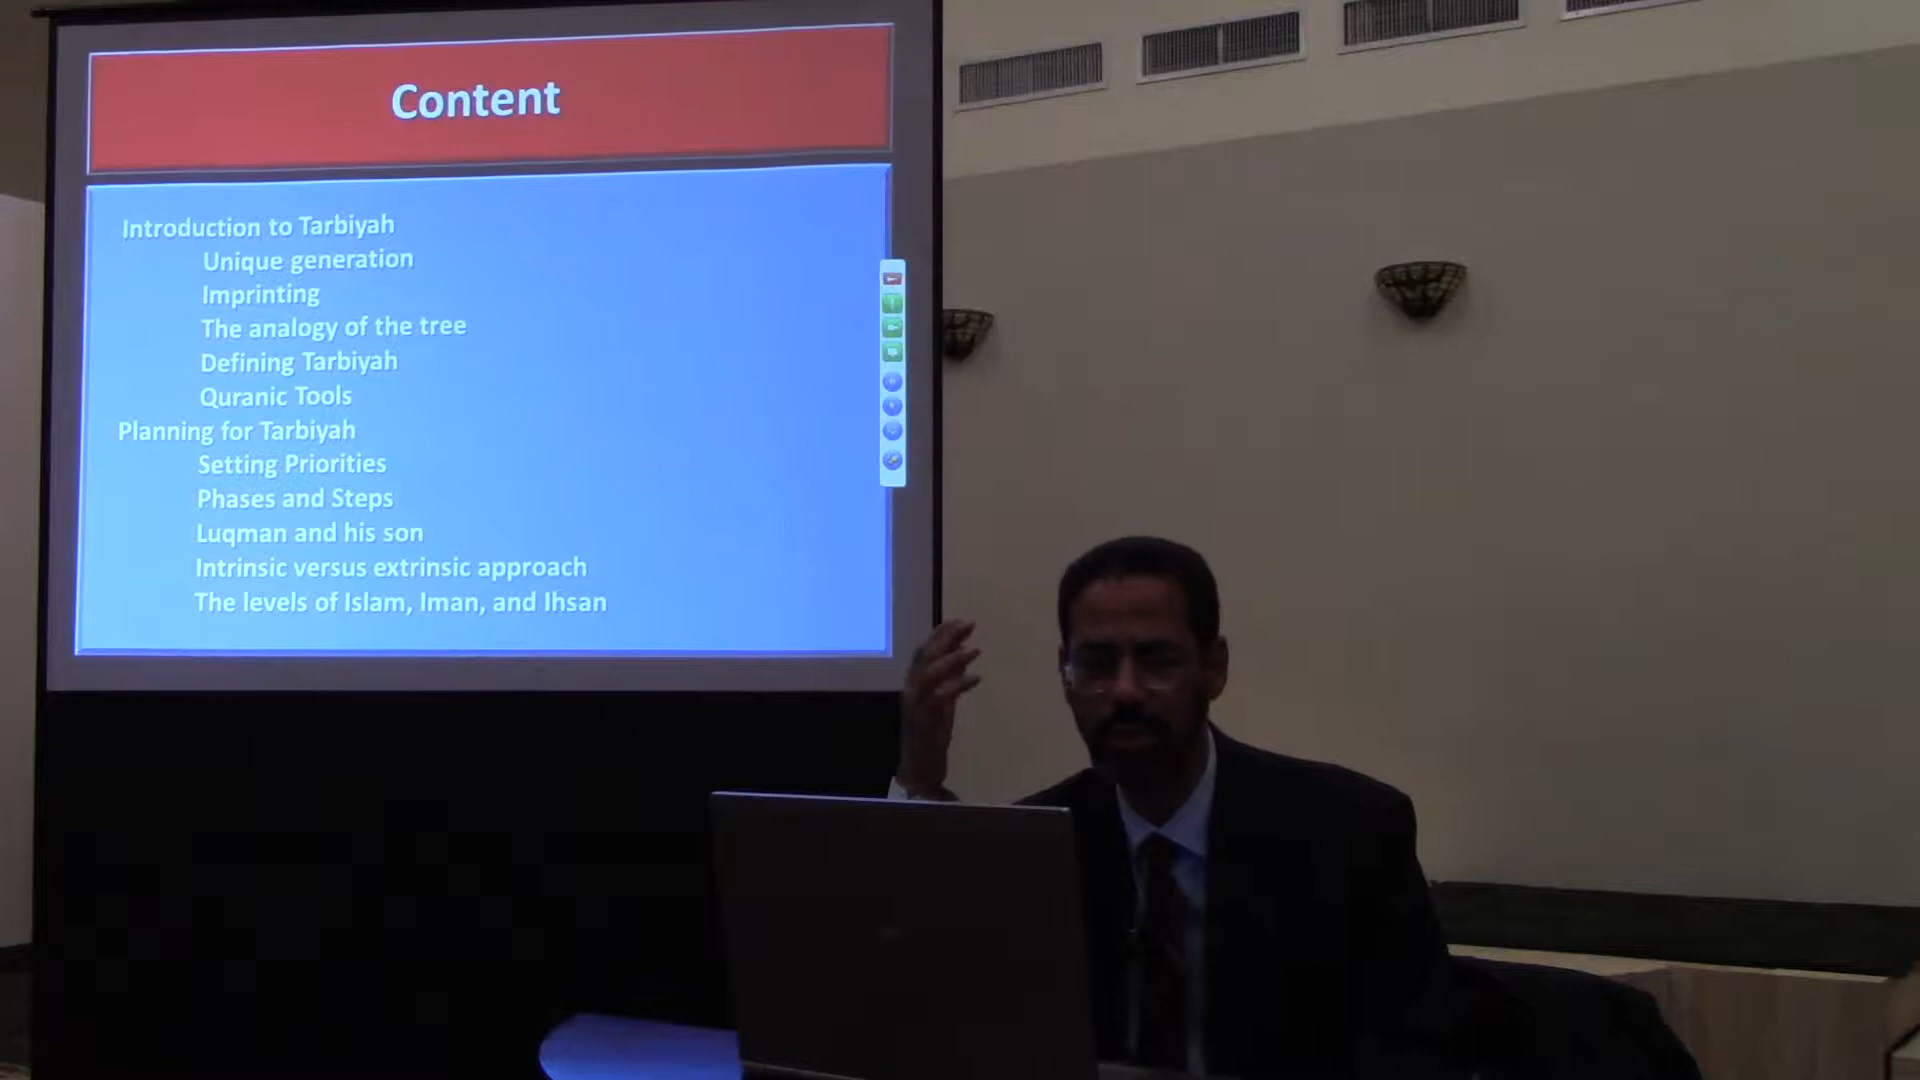 Content
Introduction to Tarbiyah
Unique generation
Imprinting
The analogy of the tree
Defining Tarbiyah
Quranic Tools
Planning for Tarbiyah
Setting Priorities
Phases and Steps
Luqman and his son
Intrinsic versus extrinsic approach
The levels of Islam, Iman, and Ihsan